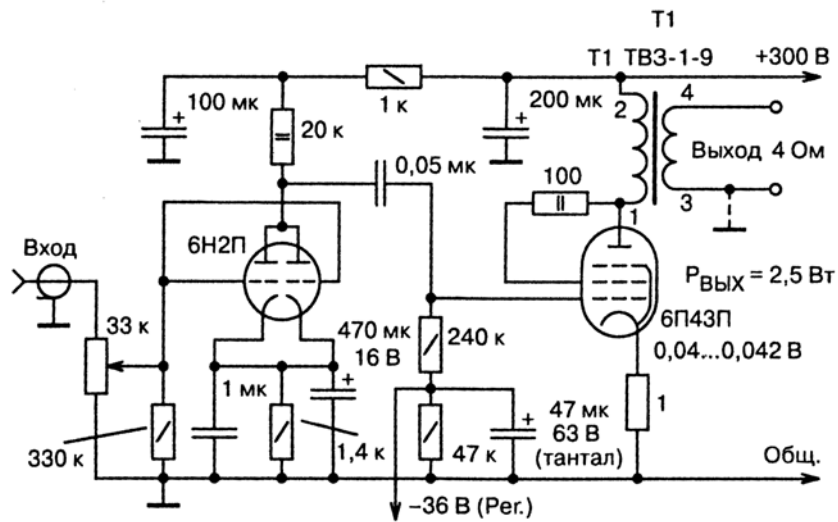 T1
T1 ТВЗ-1-9
+300 В
100 мк
1 к
200 мк
2
4
20 к
Выход 4 Ом
0,05 мк
100
1
3
6Н2П
Вход
РВЫХ = 2,5 Вт
33 к
470 мк
16 В
240 к
6П43П
0,04...0,042 В
1 мк
47 мк
63 В
(тантал)
1
330 к
1,4 к
47 к
Общ.
–36 В (Рег.)
+
+
+
+